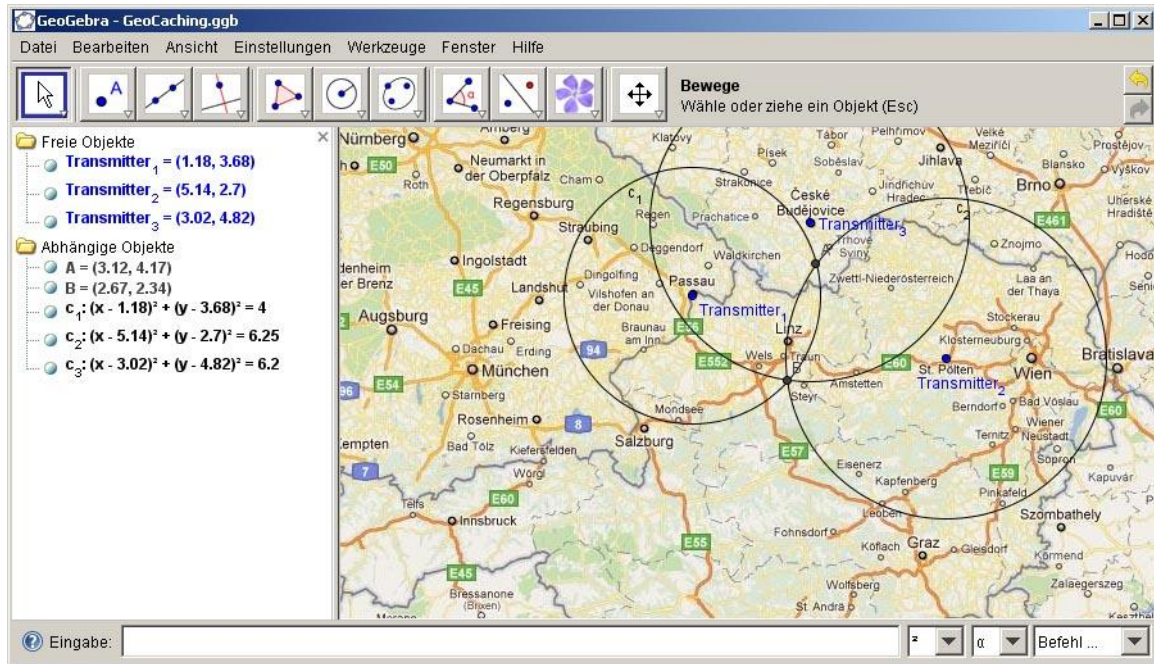 GeoGebra - GeoCaching.ggb
Datei Bearbeiten Ansicht Einstellungen Werkzeuge Fenster Hilfe
A
α
Bewege
Wähle oder ziehe ein Objekt (Esc)
Freie Objekte
Transmitter₁ = (1.18, 3.68)
Transmitter₂ = (5.14, 2.7)
Transmitter₃ = (3.02, 4.82)
Abhängige Objekte
A = (3.12, 4.17)
B = (2.67, 2.34)
c₁: (x - 1.18)² + (y - 3.68)² = 4
c₂: (x - 5.14)² + (y - 2.7)² = 6.25
c₃: (x - 3.02)² + (y - 4.82)² = 6.2
Nürnberg
Amberg
Klatovy
Tábor
Pelhřimov
Velké
Meziříčí
Prostějov
E50
Neumarkt in
der Oberpfalz
Roth
Cham
Písek
Soběslav
Jihlava
Blansko
Vyškov
Strakonice
České
Budějovice
Jindřichův
Hradec
Třebíč
Brno
Uherské
Hradiště
c₁
c₂
Regensburg
Regen
Prachatice
E461
Straubing
Transmitter₃
Deggendorf
Trhové
Sviny
Znojmo
Waldkirchen
A
Ingolstadt
Dingolfing
Passau
Zwettl-Niederösterreich
Laa an
der Thaya
E45
Landshut
Vilshofen an
der Donau
Transmitter₁
Stockerau
Augsburg
Freising
Braunau
am Inn
E56
Linz
Klosterneuburg
Dachau
Erding
94
E552
Wels
Traun
E60
St. Pölten
Wien
Bratislava
E54
München
B
Steyr
Amstetten
Transmitter₂
Starnberg
Mondsee
Berndorf
Bad Vöslau
E60
Rosenheim
8
Salzburg
Wiener
Neustadt
Ternitz
Kempten
Bad Tölz
Kiefersfelden
E57
Sopron
7
Wörgl
Eisenerz
Kapfenberg
E59
Kapuvár
E60
Pinkafeld
Telfs
Leoben
Innsbruck
Fohnsdorf
Szombathely
E55
Köflach
Graz
Gleisdorf
Körmend
E45
Wolfsberg
Zalaegerszeg
Bressanone
(Brixen)
St. Andrä
Eingabe:
²
α
Befehl ...